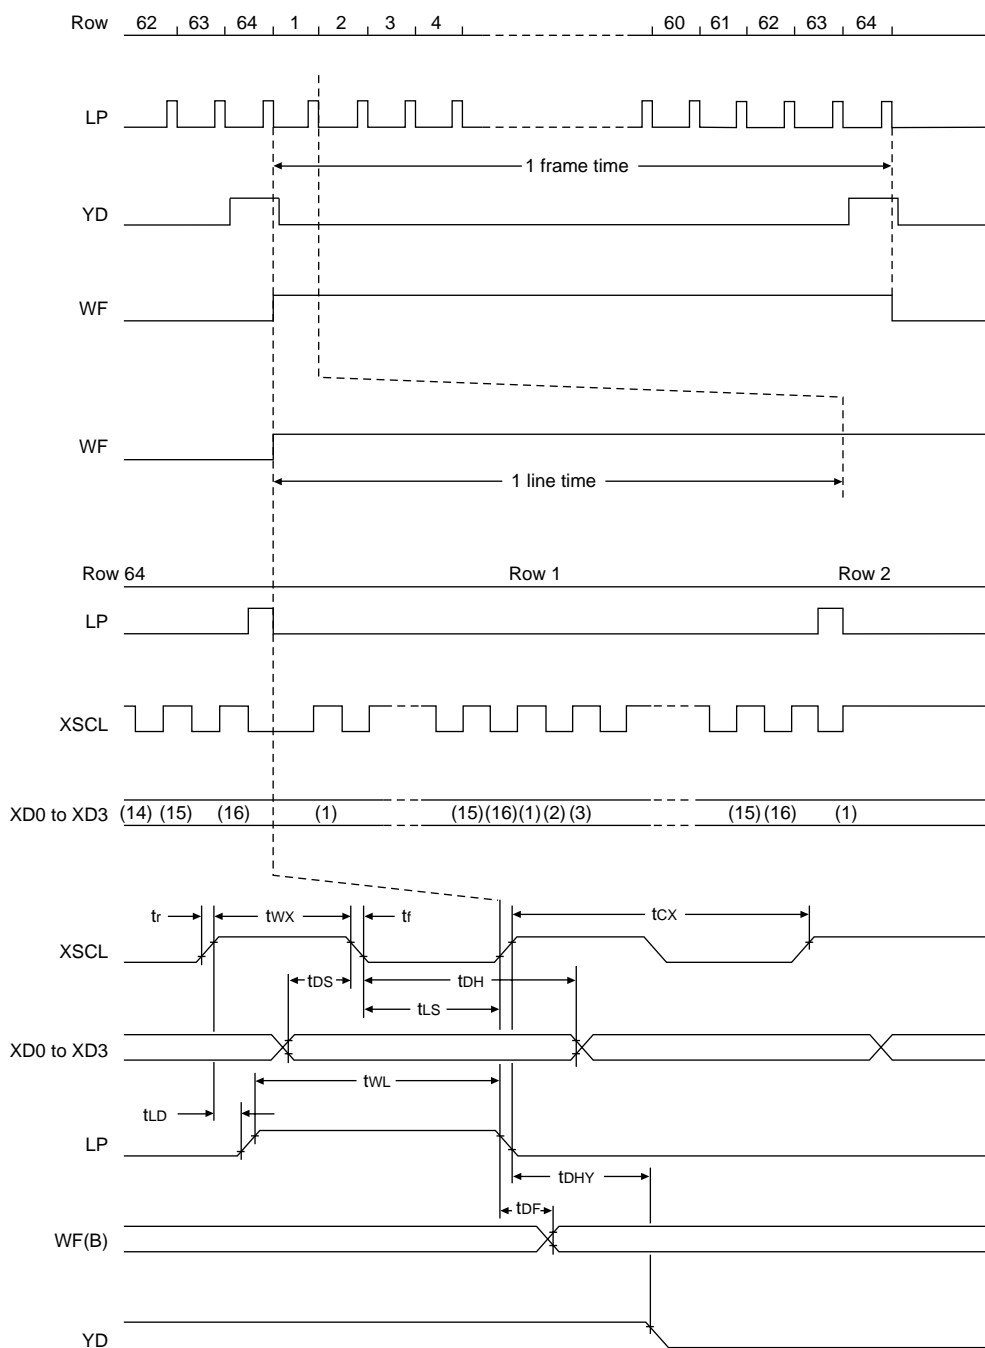 Row 62 63 64 1 2 3 4 60 61 62 63 64
LP
1 frame time
YD
WF
WF
1 line time
Row 64 Row 1 Row 2
LP
XSCL
XD0 to XD3 (14) (15) (16) (1) (15) (16) (1) (2) (3) (15) (16) (1)
tr tWX tf tCX
XSCL
tDS tDH
tLS
XD0 to XD3
tWL
tLD
LP
tDHY
tDF
WF(B)
YD